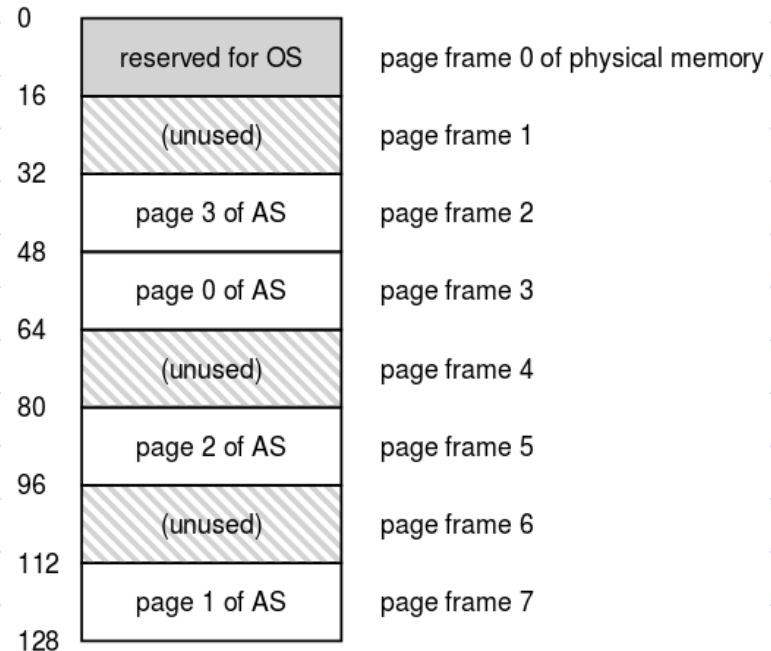 0
reserved for OS page frame 0 of physical memory
16
(unused) page frame 1
32
page 3 of AS page frame 2
48
page 0 of AS page frame 3
64
(unused) page frame 4
80
page 2 of AS page frame 5
96
(unused) page frame 6
112
page 1 of AS page frame 7
128